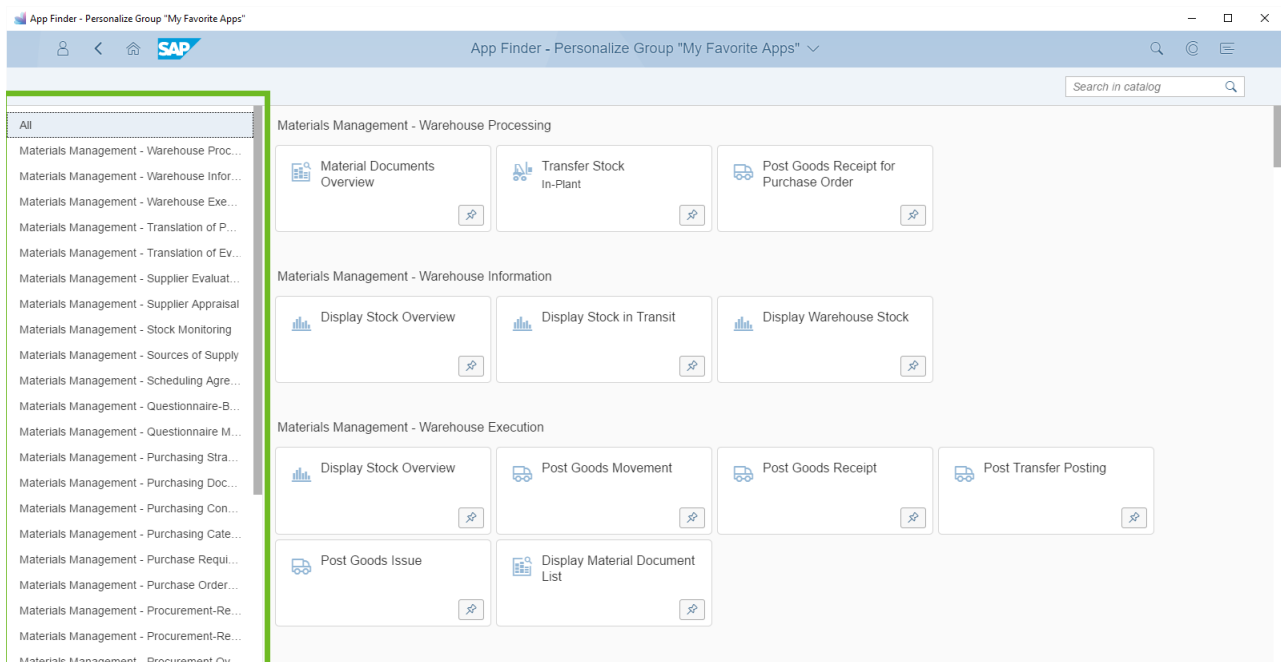 App Finder - Personalize Group "My Favorite Apps"
SAP
App Finder - Personalize Group "My Favorite Apps"
Search in catalog
All
Materials Management - Warehouse Proc...
Materials Management - Warehouse Infor...
Materials Management - Warehouse Exe...
Materials Management - Translation of P...
Materials Management - Translation of Ev...
Materials Management - Supplier Evaluat...
Materials Management - Supplier Appraisal
Materials Management - Stock Monitoring
Materials Management - Sources of Supply
Materials Management - Scheduling Agre...
Materials Management - Questionnaire-B...
Materials Management - Questionnaire M...
Materials Management - Purchasing Stra...
Materials Management - Purchasing Doc...
Materials Management - Purchasing Con...
Materials Management - Purchasing Cate...
Materials Management - Purchase Requi...
Materials Management - Purchase Order...
Materials Management - Procurement-Re...
Materials Management - Procurement-Re...
Materials Management - Procurement Ov...
Materials Management - Warehouse Processing
Material Documents
Overview
Transfer Stock
In-Plant
Post Goods Receipt for
Purchase Order
Materials Management - Warehouse Information
Display Stock Overview
Display Stock in Transit
Display Warehouse Stock
Materials Management - Warehouse Execution
Display Stock Overview
Post Goods Movement
Post Goods Receipt
Post Transfer Posting
Post Goods Issue
Display Material Document
List